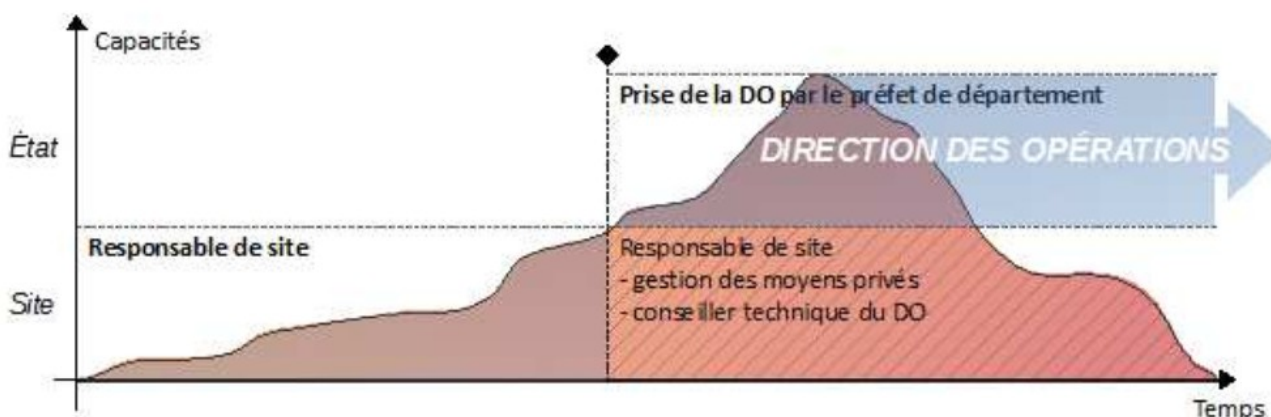 Capacités
Prise de la DO par le préfet de département
État
DIRECTION DES OPÉRATIONS
Responsable de site
Responsable de site
- gestion des moyens privés
- conseiller technique du DO
Site
Temps